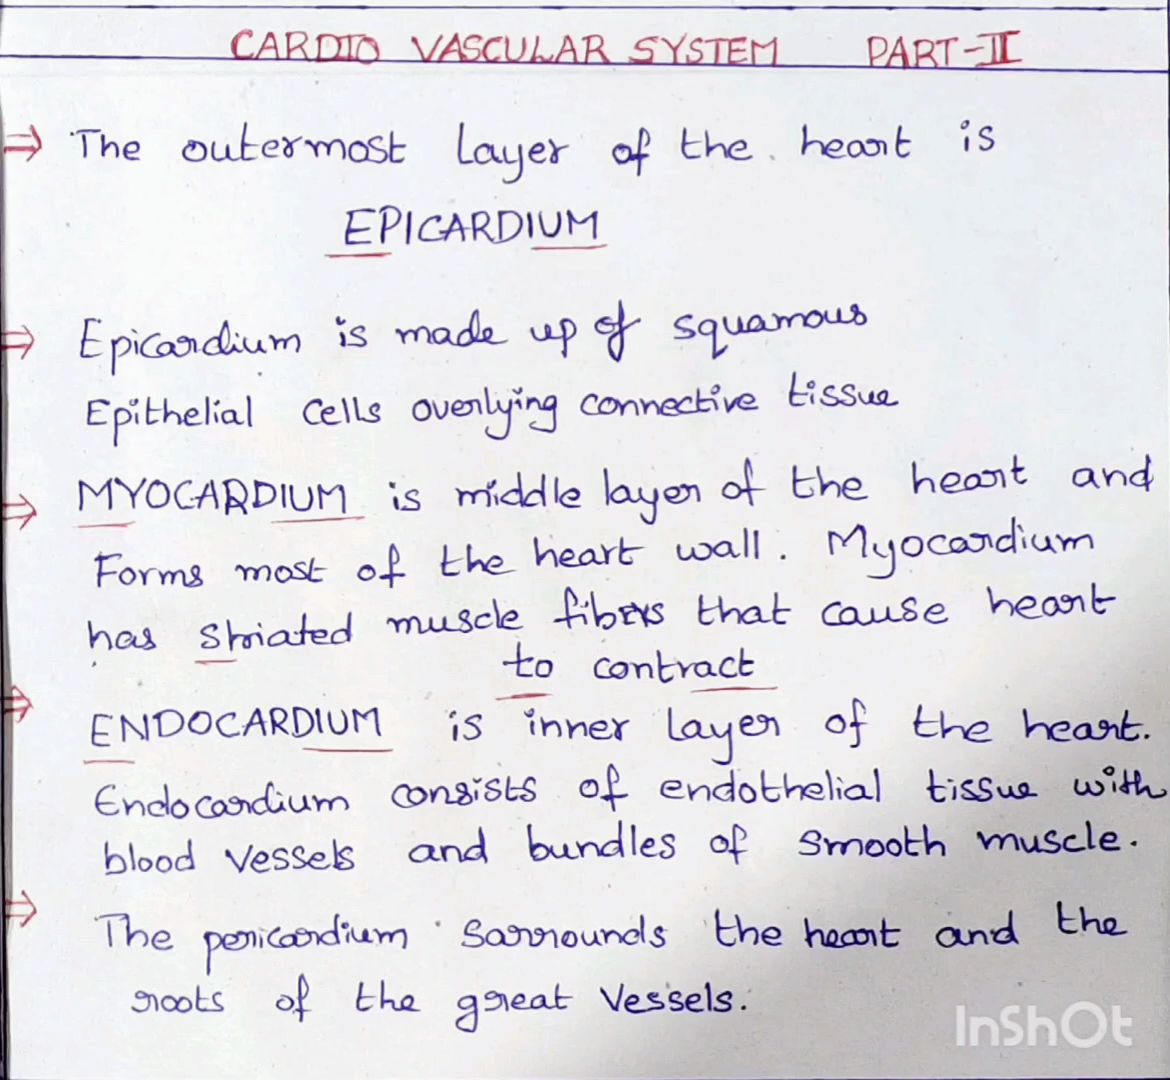 CARDIO VASCULAR SYSTEM PART-II
⇒ The outermost layer of the heart is
EPICARDIUM
⇒ Epicardium is made up of squamous
Epithelial cells overlying connective tissue
⇒ MYOCARDIUM is middle layer of the heart and
Forms most of the heart wall. Myocardium
has striated muscle fibers that cause heart
to contract
⇒ ENDOCARDIUM is inner layer of the heart.
Endocardium consists of endothelial tissue with
blood vessels and bundles of smooth muscle.
⇒ The pericardium sarrounds the heart and the
roots of the great vessels.
InShOt